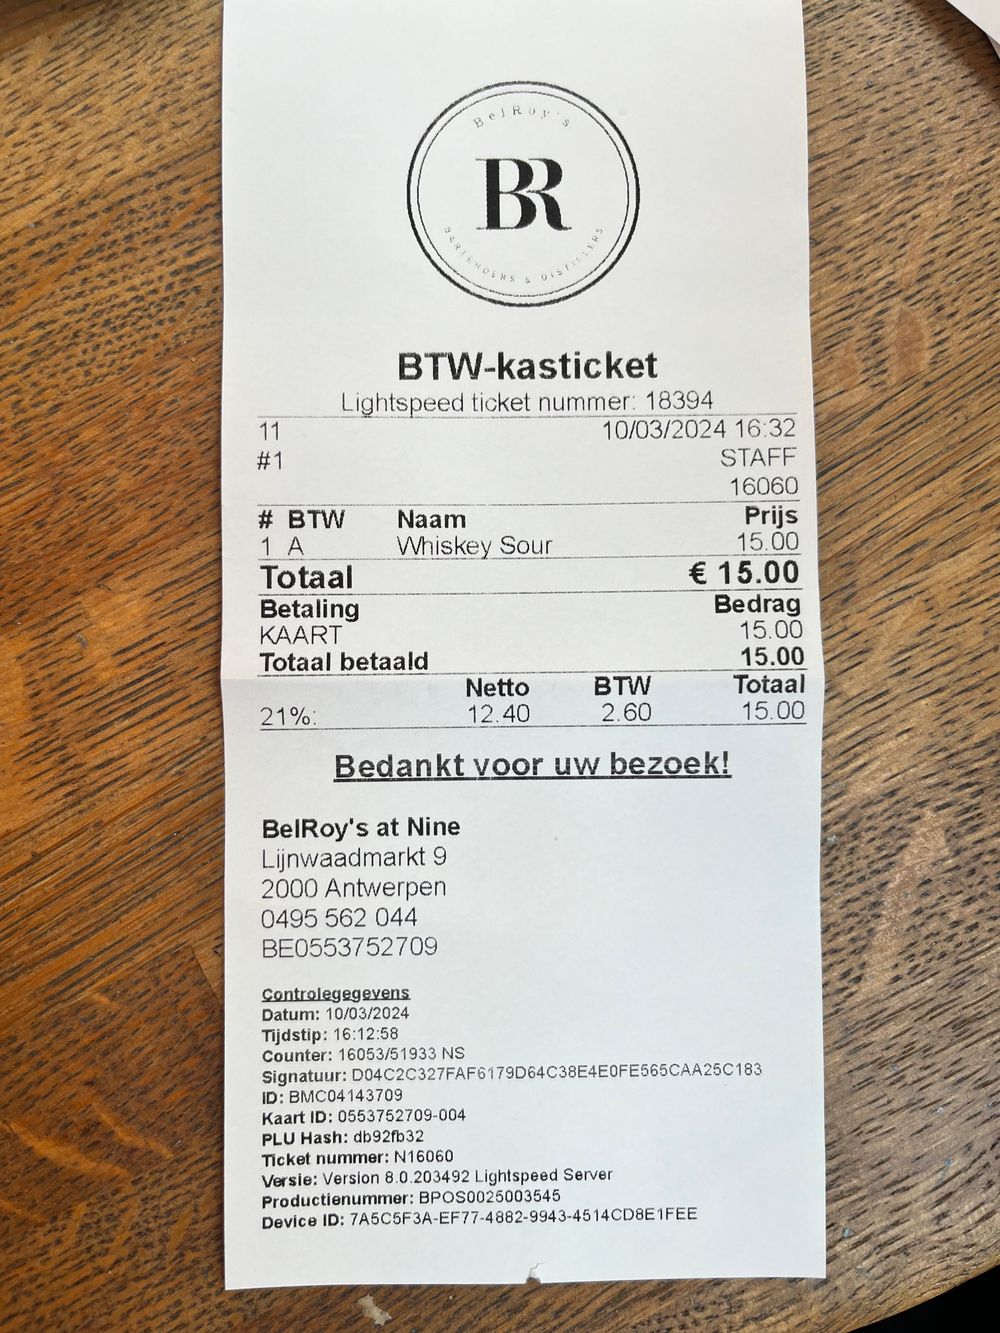 BelRoy's
BR
BARTENDERS & DISTILLERS
BTW-kasticket
Lightspeed ticket nummer: 18394
11 10/03/2024 16:32
#1 STAFF
16060
# BTW Naam Prijs
1 A Whiskey Sour 15.00
Totaal € 15.00
Betaling Bedrag
KAART 15.00
Totaal betaald 15.00
Netto BTW Totaal
21%: 12.40 2.60 15.00
Bedankt voor uw bezoek!
BelRoy's at Nine
Lijnwaadmarkt 9
2000 Antwerpen
0495 562 044
BE0553752709
Controlegegevens
Datum: 10/03/2024
Tijdstip: 16:12:58
Counter: 16053/51933 NS
Signatuur: D04C2C327FAF6179D64C38E4E0FE565CAA25C183
ID: BMC04143709
Kaart ID: 0553752709-004
PLU Hash: db92fb32
Ticket nummer: N16060
Versie: Version 8.0.203492 Lightspeed Server
Productienummer: BPOS0025003545
Device ID: 7A5C5F3A-EF77-4882-9943-4514CD8E1FEE